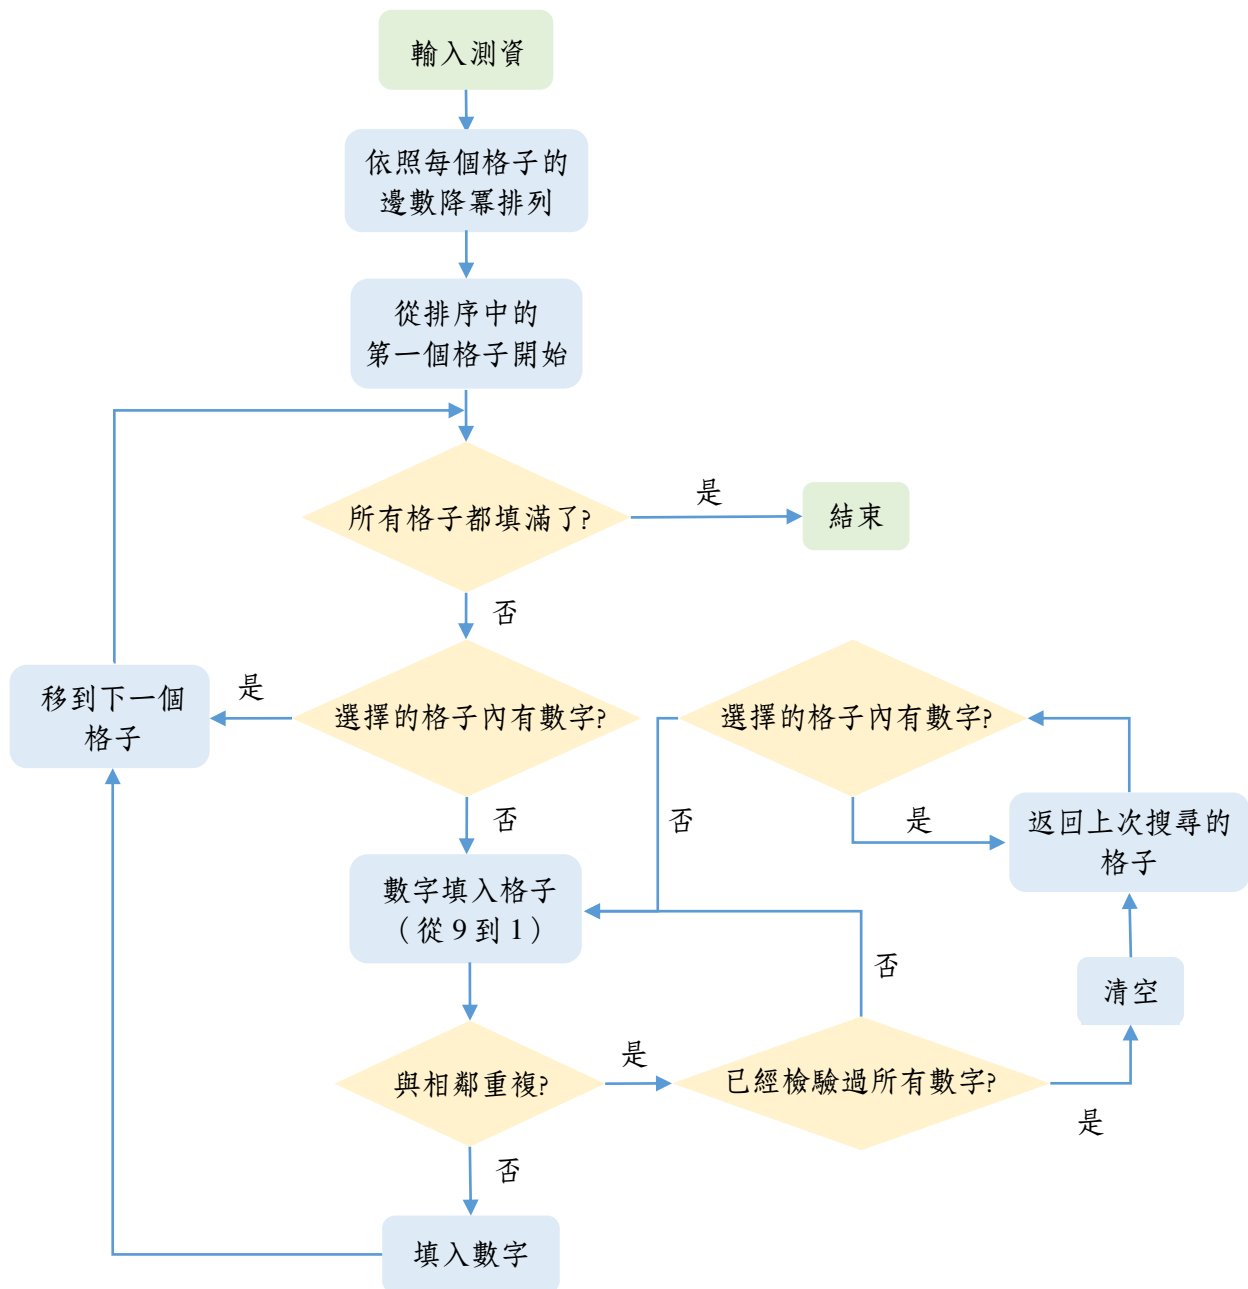 輸入測資
依照每個格子的
邊數降冪排列
從排序中的
第一個格子開始
所有格子都填滿了?
是
結束
否
移到下一個
格子
是
選擇的格子內有數字?
選擇的格子內有數字?
否
否
是
返回上次搜尋的
格子
數字填入格子
（從 9 到 1）
否
清空
與相鄰重複?
是
已經檢驗過所有數字?
是
否
填入數字